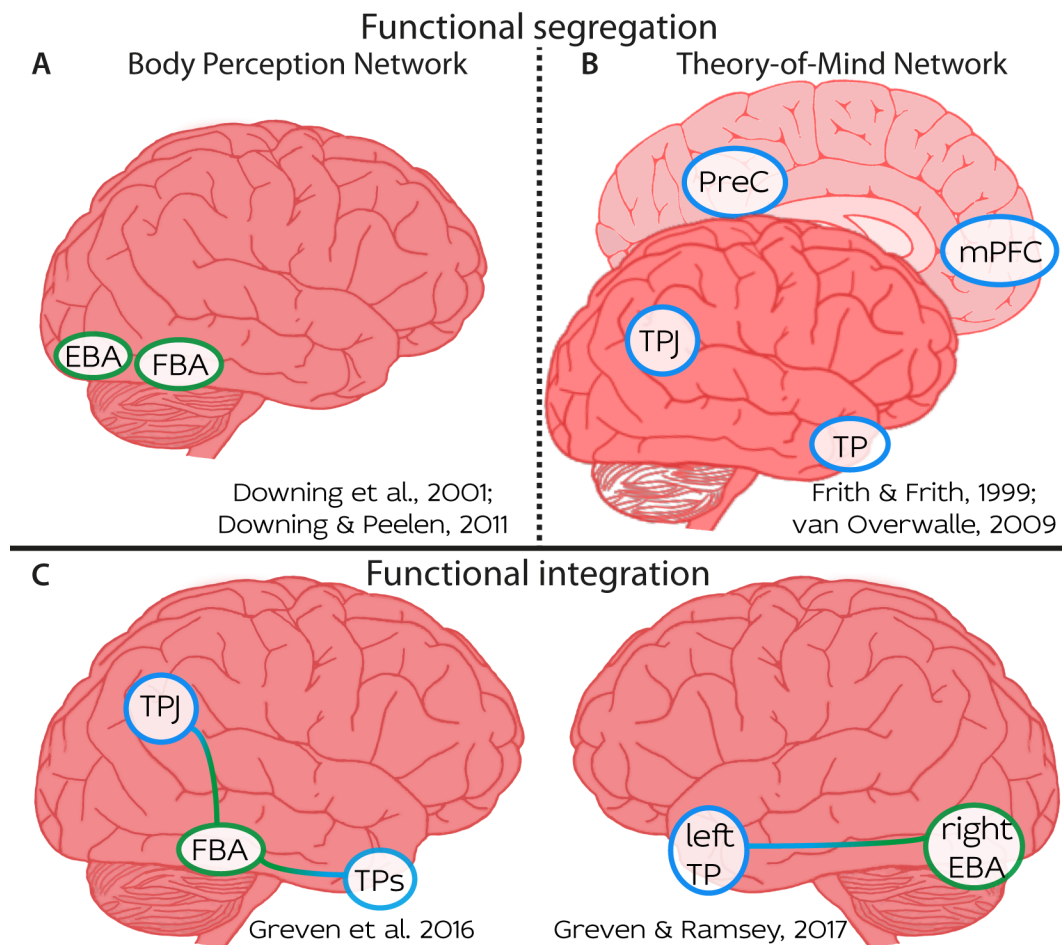 Functional segregation
A Body Perception Network
B Theory-of-Mind Network
PreC
mPFC
TPJ
EBA
FBA
TP
Downing et al., 2001;
Downing & Peelen, 2011
Frith & Frith, 1999;
van Overwalle, 2009
C Functional integration
TPJ
FBA
TPs
Greven et al. 2016
left
TP
right
EBA
Greven & Ramsey, 2017